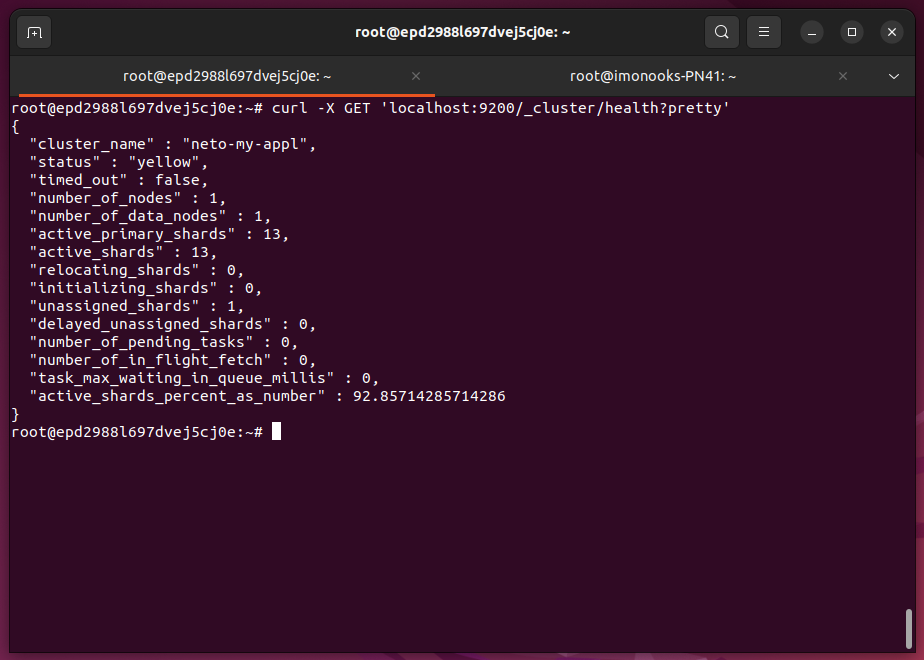 root@epd2988l697dvej5cj0e: ~
root@epd2988l697dvej5cj0e: ~
root@imonooks-PN41: ~
root@epd2988l697dvej5cj0e:~# curl -X GET 'localhost:9200/_cluster/health?pretty'
{
  "cluster_name" : "neto-my-appl",
  "status" : "yellow",
  "timed_out" : false,
  "number_of_nodes" : 1,
  "number_of_data_nodes" : 1,
  "active_primary_shards" : 13,
  "active_shards" : 13,
  "relocating_shards" : 0,
  "initializing_shards" : 0,
  "unassigned_shards" : 1,
  "delayed_unassigned_shards" : 0,
  "number_of_pending_tasks" : 0,
  "number_of_in_flight_fetch" : 0,
  "task_max_waiting_in_queue_millis" : 0,
  "active_shards_percent_as_number" : 92.85714285714286
}
root@epd2988l697dvej5cj0e:~#